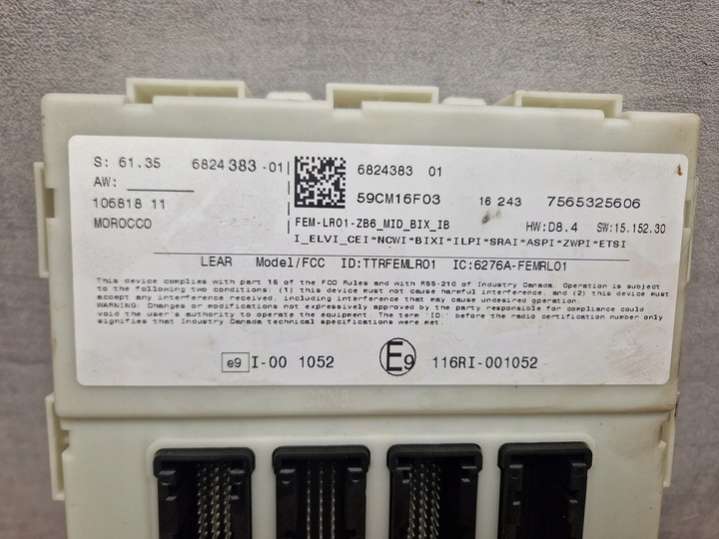 S: 61.35 6824383-01
6824383 01
AW:
59CM16F03 16 243 7565325606
106818 11
MOROCCO
FEM-LR01-ZB6_MID_BIX_IB HW:D8.4 SW:15.152.30
I_ELVI_CEI*NCWI*BIXI*ILPI*SRAI*ASPI*ZWPI*ETSI
LEAR Model/FCC ID:TTRFEMLR01 IC:6276A-FEMRL01
This device complies with part 15 of the FCC Rules and with RSS-210 of Industry Canada. Operation is subject
to the following two conditions: (1) this device must not cause harmful interference, and (2) this device must
accept any interference received, including interference that may cause undesired operation.
WARNING: Changes or modifications not expressively approved by the party responsible for compliance could
void the user's authority to operate the equipment. The term 'ID:' before the radio certification number only
signifies that Industry Canada technical specifications were met.
e9 I-00 1052 E9 116RI-001052